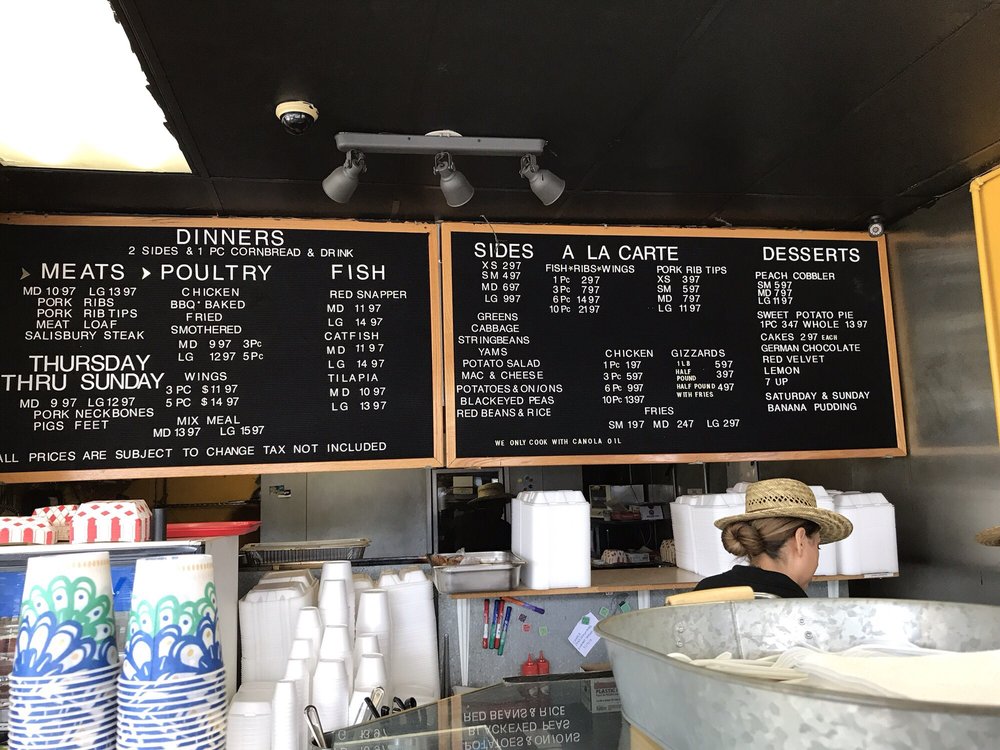 DINNERS
2 SIDES & 1 PC CORNBREAD & DRINK
MEATS
MD 10 97 LG 13 97
PORK RIBS
PORK RIB TIPS
MEAT LOAF
SALISBURY STEAK
THURSDAY
THRU SUNDAY
MD 9 97 LG 12 97
PORK NECKBONES
PIGS FEET
POULTRY
CHICKEN
BBQ * BAKED
FRIED
SMOTHERED
MD 9 97 3Pc
LG 12 97 5 Pc
WINGS
3 PC $ 11 97
5 PC $ 14 97
MIX MEAL
MD 13 97 LG 15 97
FISH
RED SNAPPER
MD 11 97
LG 14 97
CATFISH
MD 11 97
LG 14 97
TILAPIA
MD 10 97
LG 13 97
ALL PRICES ARE SUBJECT TO CHANGE TAX NOT INCLUDED
SIDES
XS 2 97
SM 4 97
MD 6 97
LG 9 97
GREENS
CABBAGE
STRINGBEANS
YAMS
POTATO SALAD
MAC & CHEESE
POTATOES & ONIONS
BLACKEYED PEAS
RED BEANS & RICE
A LA CARTE
FISH*RIBS*WINGS
1 Pc 2 97
3 Pc 7 97
6 Pc 14 97
10 Pc 21 97
PORK RIB TIPS
XS 3 97
SM 5 97
MD 7 97
LG 11 97
CHICKEN
1 Pc 1 97
3 Pc 5 97
6 Pc 9 97
10 Pc 13 97
GIZZARDS
1 LB 5 97
HALF POUND 3 97
HALF POUND 4 97
WITH FRIES
FRIES
SM 1 97 MD 2 47 LG 2 97
WE ONLY COOK WITH CANOLA OIL
DESSERTS
PEACH COBBLER
SM 5 97
MD 7 97
LG 11 97
SWEET POTATO PIE
1PC 3 47 WHOLE 13 97
CAKES 2 97 EACH
GERMAN CHOCOLATE
RED VELVET
LEMON
7 UP
SATURDAY & SUNDAY
BANANA PUDDING
RED BEANS & RICE
BLACKEYED PEAS
POTATOES & ONIONS